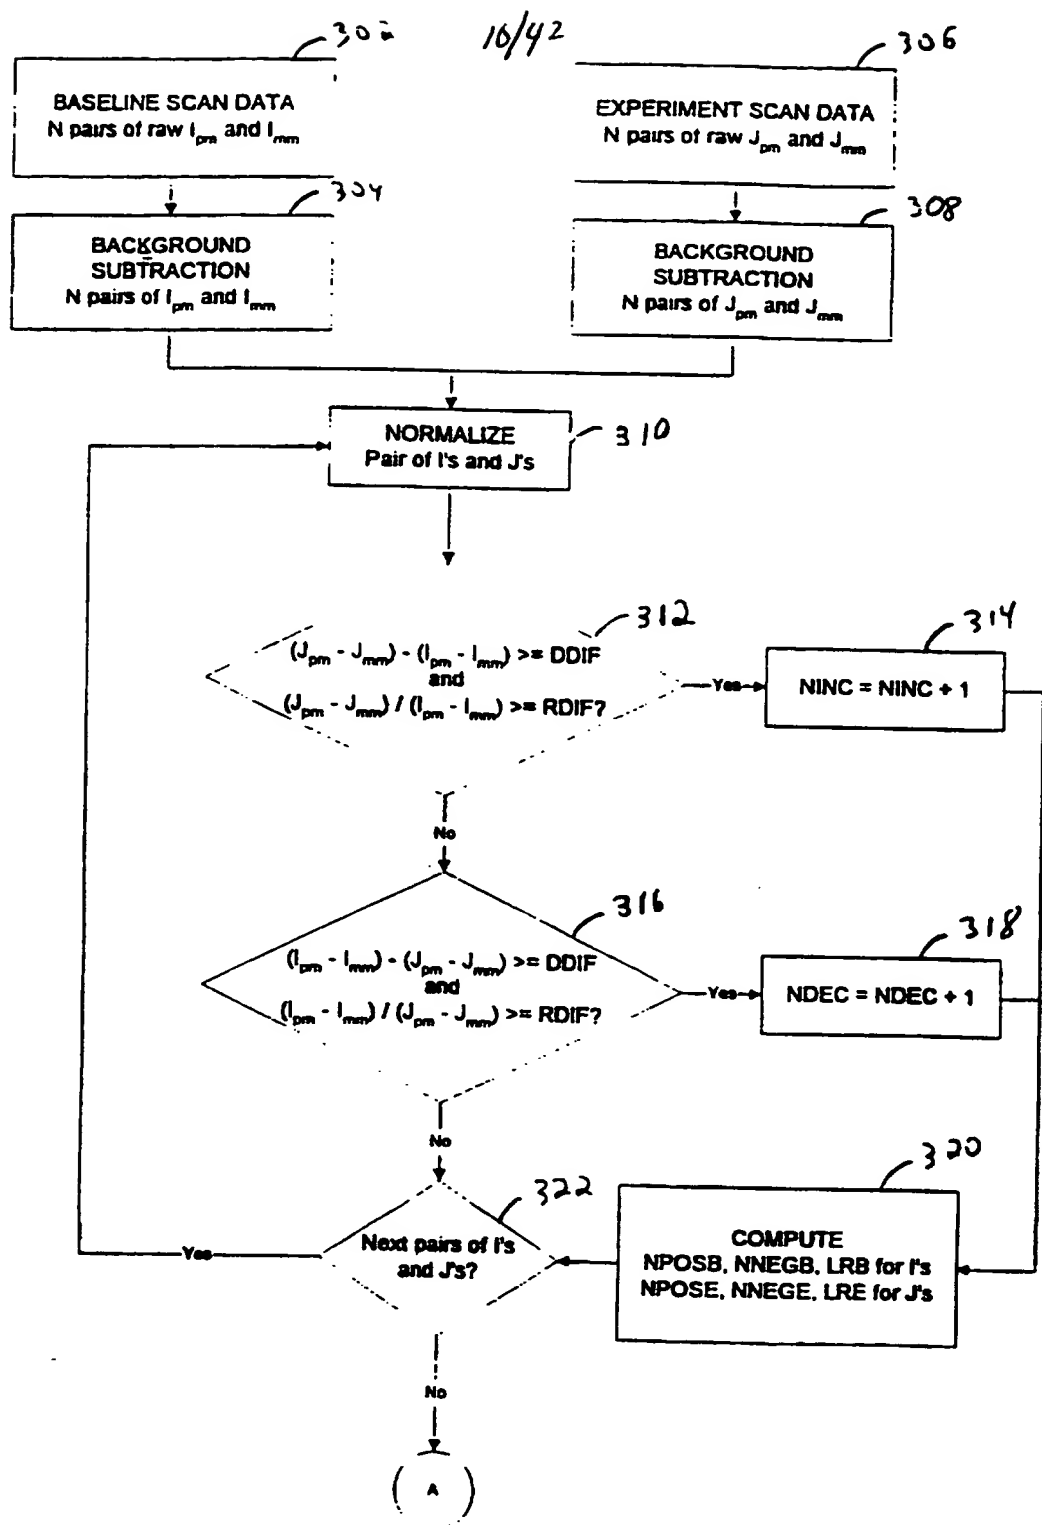 302
10/42
306
BASELINE SCAN DATA
N pairs of raw Ipm and Imm
EXPERIMENT SCAN DATA
N pairs of raw Jpm and Jmm
304
308
BACKGROUND
SUBTRACTION
N pairs of Ipm and Imm
BACKGROUND
SUBTRACTION
N pairs of Jpm and Jmm
NORMALIZE
Pair of I's and J's
310
312
(Jpm - Jmm) - (Ipm - Imm) >= DDIF
and
(Jpm - Jmm) / (Ipm - Imm) >= RDIF?
Yes
314
NINC = NINC + 1
No
316
(Ipm - Imm) - (Jpm - Jmm) >= DDIF
and
(Ipm - Imm) / (Jpm - Jmm) >= RDIF?
Yes
318
NDEC = NDEC + 1
No
320
322
Next pairs of I's
and J's?
Yes
COMPUTE
NPOSB, NNEGB, LRB for I's
NPOSE, NNEGE, LRE for J's
No
A